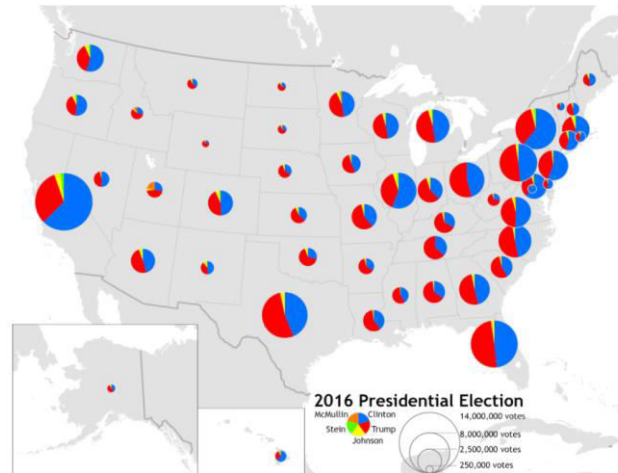 2016 Presidential Election
McMullin Clinton
Stein Trump
Johnson
14,000,000 votes
8,000,000 votes
2,500,000 votes
250,000 votes